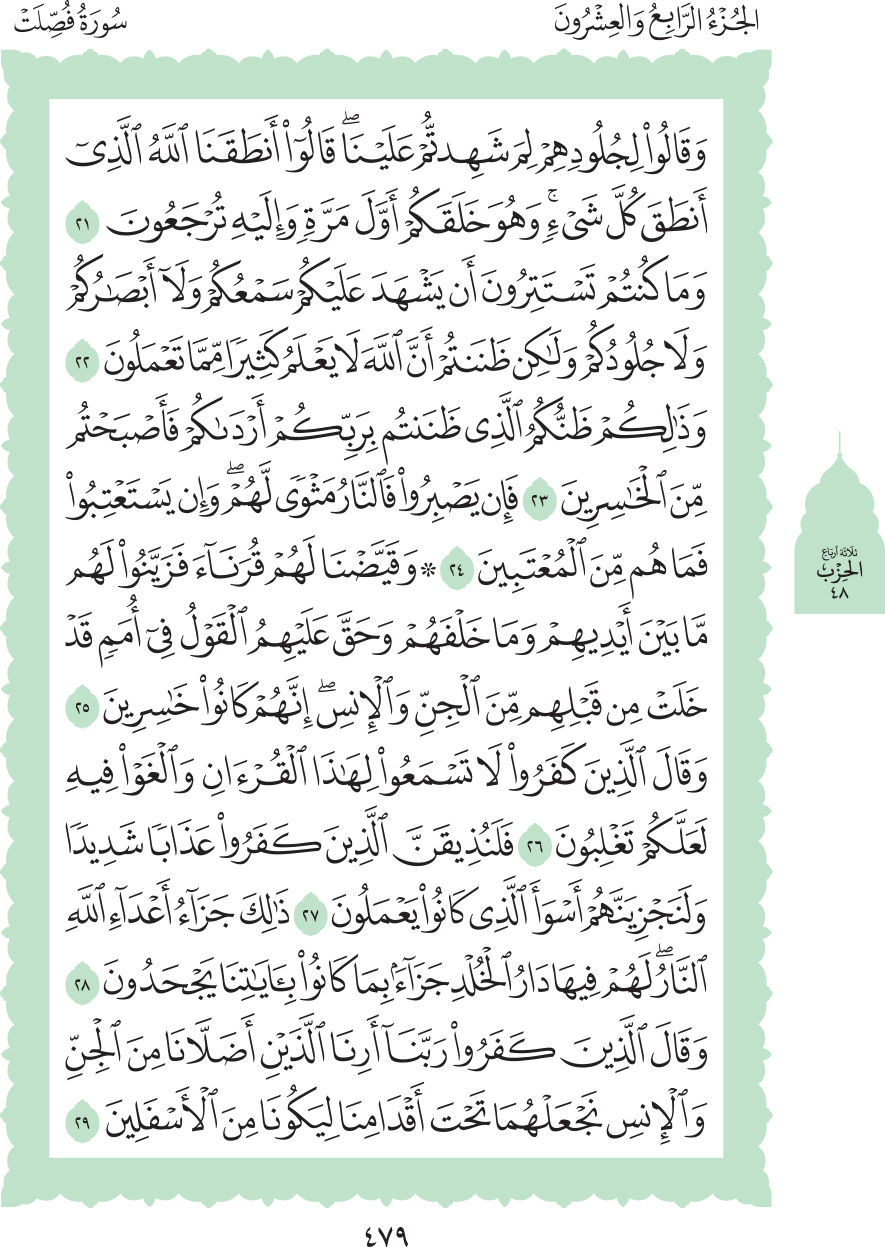 الجُزْءُ الرَّابِعُ وَالعِشْرُونَ
سُورَةُ فُصِّلَتْ
وَقَالُوا۟ لِجُلُودِهِمْ لِمَ شَهِدتُّمْ عَلَيْنَا ۖ قَالُوٓا۟ أَنطَقَنَا ٱللَّهُ ٱلَّذِىٓ
أَنطَقَ كُلَّ شَىْءٍۢ ۚ وَهُوَ خَلَقَكُمْ أَوَّلَ مَرَّةٍۢ وَإِلَيْهِ تُرْجَعُونَ ٢١
وَمَا كُنتُمْ تَسْتَتِرُونَ أَن يَشْهَدَ عَلَيْكُمْ سَمْعُكُمْ وَلَآ أَبْصَـٰرُكُمْ
وَلَا جُلُودُكُمْ وَلَـٰكِن ظَنَنتُمْ أَنَّ ٱللَّهَ لَا يَعْلَمُ كَثِيرًۭا مِّمَّا تَعْمَلُونَ ٢٢
وَذَٰلِكُمْ ظَنُّكُمُ ٱلَّذِى ظَنَنتُم بِرَبِّكُمْ أَرْدَىٰكُمْ فَأَصْبَحْتُم
مِّنَ ٱلْخَـٰسِرِينَ ٢٣ فَإِن يَصْبِرُوا۟ فَٱلنَّارُ مَثْوًۭى لَّهُمْ ۖ وَإِن يَسْتَعْتِبُوا۟
فَمَا هُم مِّنَ ٱلْمُعْتَبِينَ ٢٤ ۞ وَقَيَّضْنَا لَهُمْ قُرَنَآءَ فَزَيَّنُوا۟ لَهُم
مَّا بَيْنَ أَيْدِيهِمْ وَمَا خَلْفَهُمْ وَحَقَّ عَلَيْهِمُ ٱلْقَوْلُ فِىٓ أُمَمٍۢ قَدْ
خَلَتْ مِن قَبْلِهِم مِّنَ ٱلْجِنِّ وَٱلْإِنسِ ۖ إِنَّهُمْ كَانُوا۟ خَـٰسِرِينَ ٢٥
وَقَالَ ٱلَّذِينَ كَفَرُوا۟ لَا تَسْمَعُوا۟ لِهَـٰذَا ٱلْقُرْءَانِ وَٱلْغَوْا۟ فِيهِ
لَعَلَّكُمْ تَغْلِبُونَ ٢٦ فَلَنُذِيقَنَّ ٱلَّذِينَ كَفَرُوا۟ عَذَابًۭا شَدِيدًۭا
وَلَنَجْزِيَنَّهُمْ أَسْوَأَ ٱلَّذِى كَانُوا۟ يَعْمَلُونَ ٢٧ ذَٰلِكَ جَزَآءُ أَعْدَآءِ ٱللَّهِ
ٱلنَّارُ ۖ لَهُمْ فِيهَا دَارُ ٱلْخُلْدِ جَزَآءًۢ بِمَا كَانُوا۟ بِـَٔايَـٰتِنَا يَجْحَدُونَ ٢٨
وَقَالَ ٱلَّذِينَ كَفَرُوا۟ رَبَّنَآ أَرِنَا ٱلَّذَيْنِ أَضَلَّانَا مِنَ ٱلْجِنِّ
وَٱلْإِنسِ نَجْعَلْهُمَا تَحْتَ أَقْدَامِنَا لِيَكُونَا مِنَ ٱلْأَسْفَلِينَ ٢٩
ثلاثة أرباع
الحِزْب
٤٨
٤٧٩